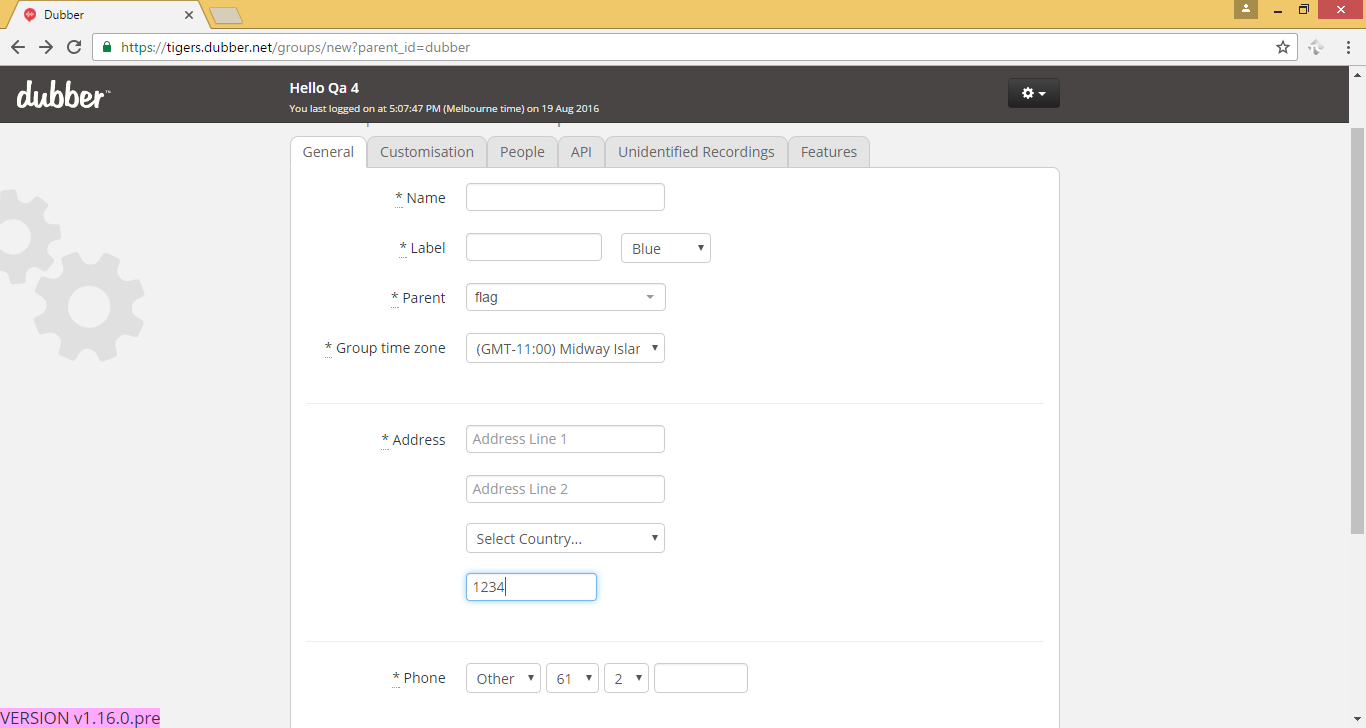 Dubber
https://tigers.dubber.net/groups/new?parent_id=dubber
dubber™
Hello Qa 4
You last logged on at 5:07:47 PM (Melbourne time) on 19 Aug 2016
General Customisation People API Unidentified Recordings Features
* Name
* Label Blue
* Parent flag
* Group time zone (GMT-11:00) Midway Islar
* Address Address Line 1
Address Line 2
Select Country...
1234
* Phone Other 61 2
VERSION v1.16.0.pre